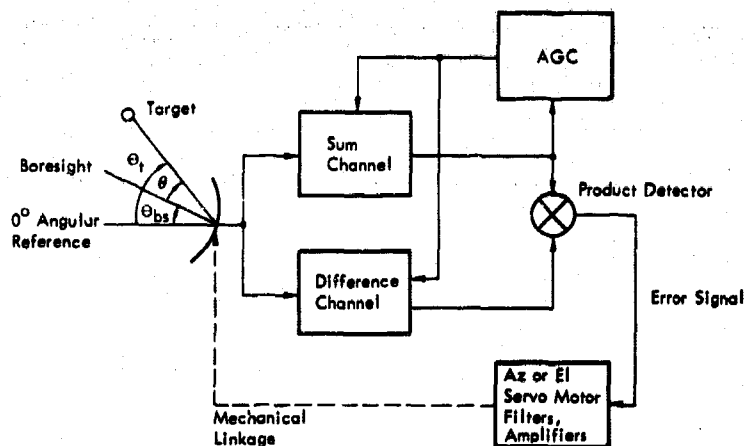 AGC
Target
Sum
Channel
Boresight
Θt
θ
Θbs
Product Detector
0° Angular
Reference
Difference
Channel
Error Signal
Az or El
Servo Motor
Filters,
Amplifiers
Mechanical
Linkage